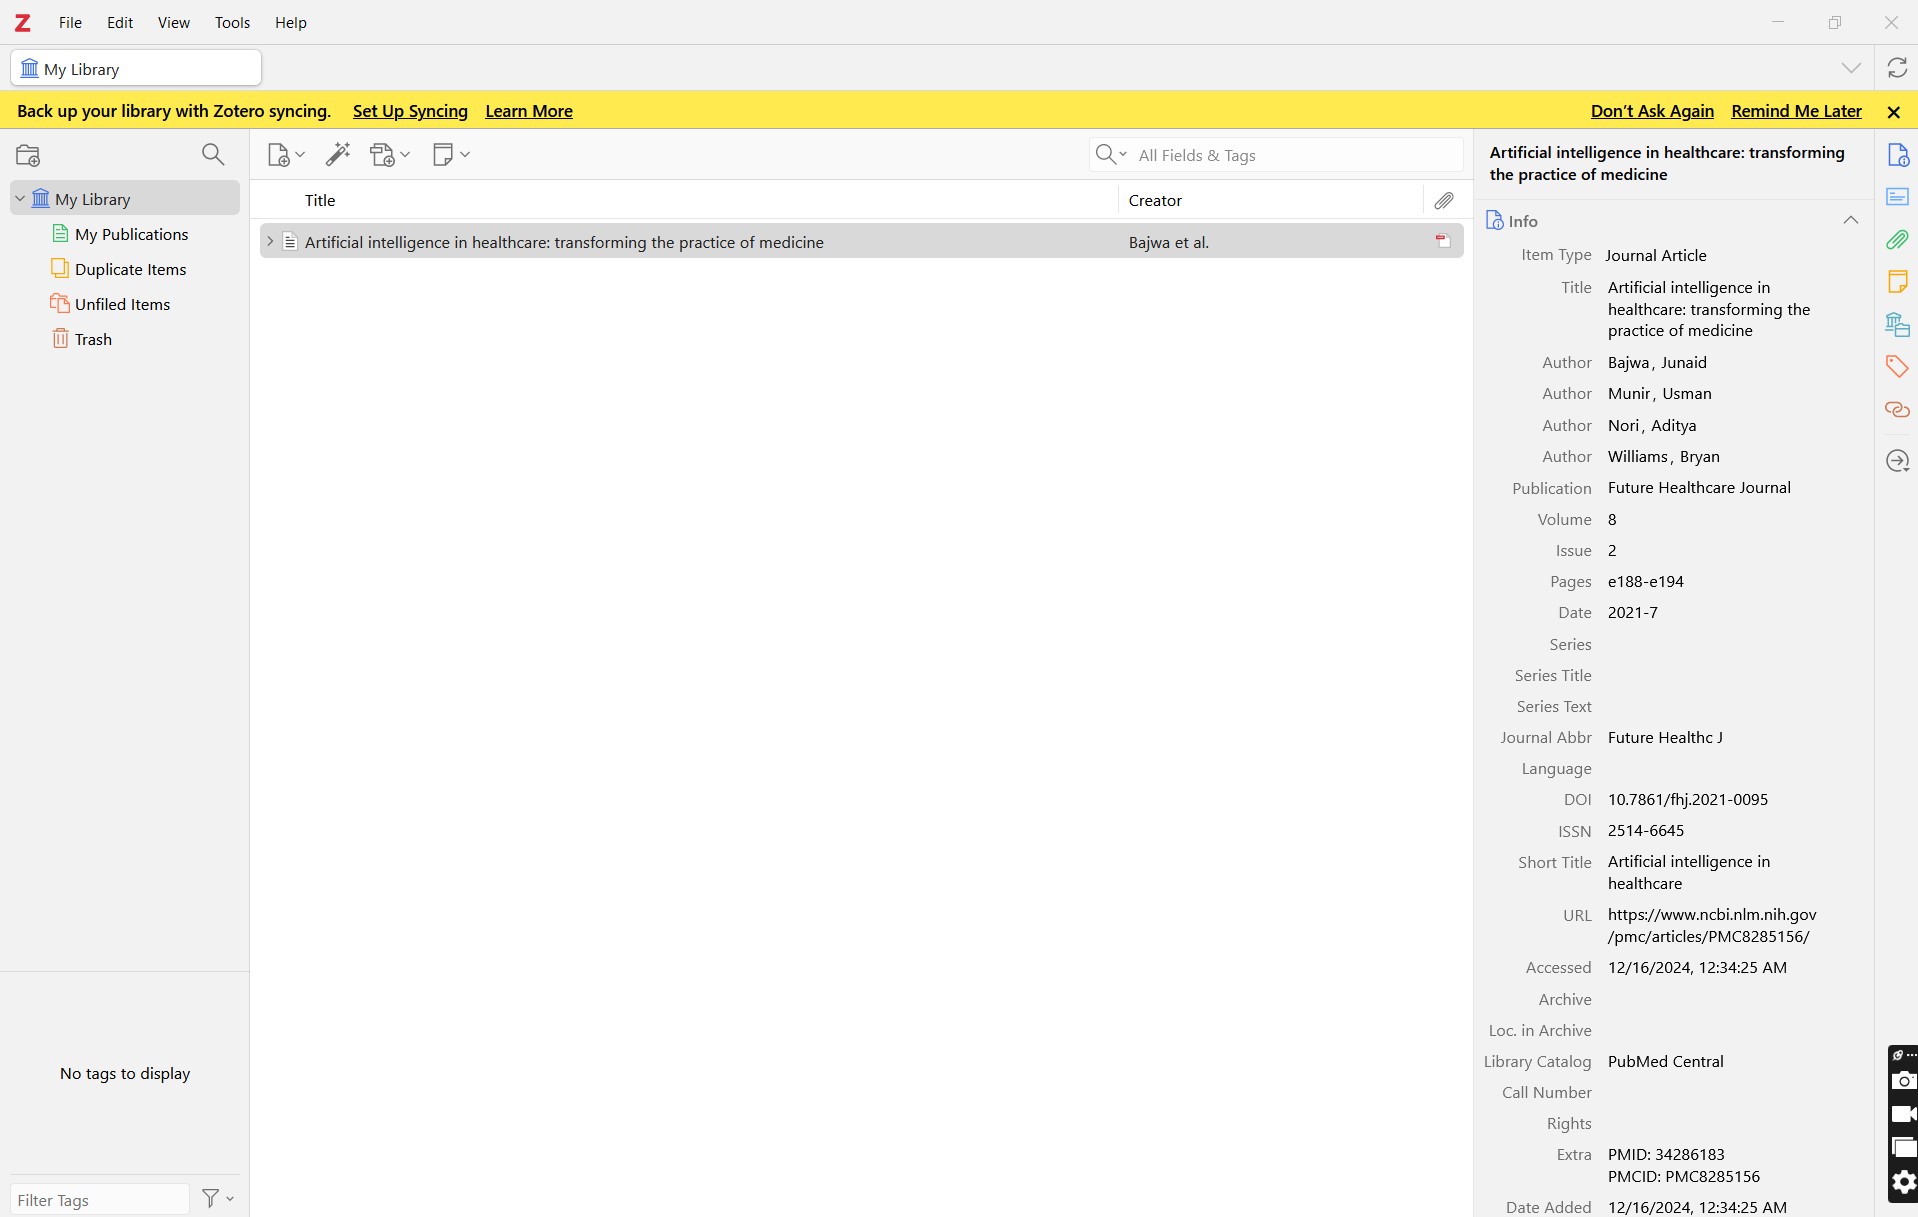 Z File Edit View Tools Help
My Library
Back up your library with Zotero syncing. Set Up Syncing Learn More Don't Ask Again Remind Me Later
My Library
My Publications
Duplicate Items
Unfiled Items
Trash
No tags to display
Filter Tags
All Fields & Tags
Title Creator
Artificial intelligence in healthcare: transforming the practice of medicine Bajwa et al.
Artificial intelligence in healthcare: transforming
the practice of medicine
Info
Item Type Journal Article
Title Artificial intelligence in
healthcare: transforming the
practice of medicine
Author Bajwa, Junaid
Author Munir, Usman
Author Nori, Aditya
Author Williams, Bryan
Publication Future Healthcare Journal
Volume 8
Issue 2
Pages e188-e194
Date 2021-7
Series
Series Title
Series Text
Journal Abbr Future Healthc J
Language
DOI 10.7861/fhj.2021-0095
ISSN 2514-6645
Short Title Artificial intelligence in
healthcare
URL https://www.ncbi.nlm.nih.gov
/pmc/articles/PMC8285156/
Accessed 12/16/2024, 12:34:25 AM
Archive
Loc. in Archive
Library Catalog PubMed Central
Call Number
Rights
Extra PMID: 34286183
PMCID: PMC8285156
Date Added 12/16/2024, 12:34:25 AM